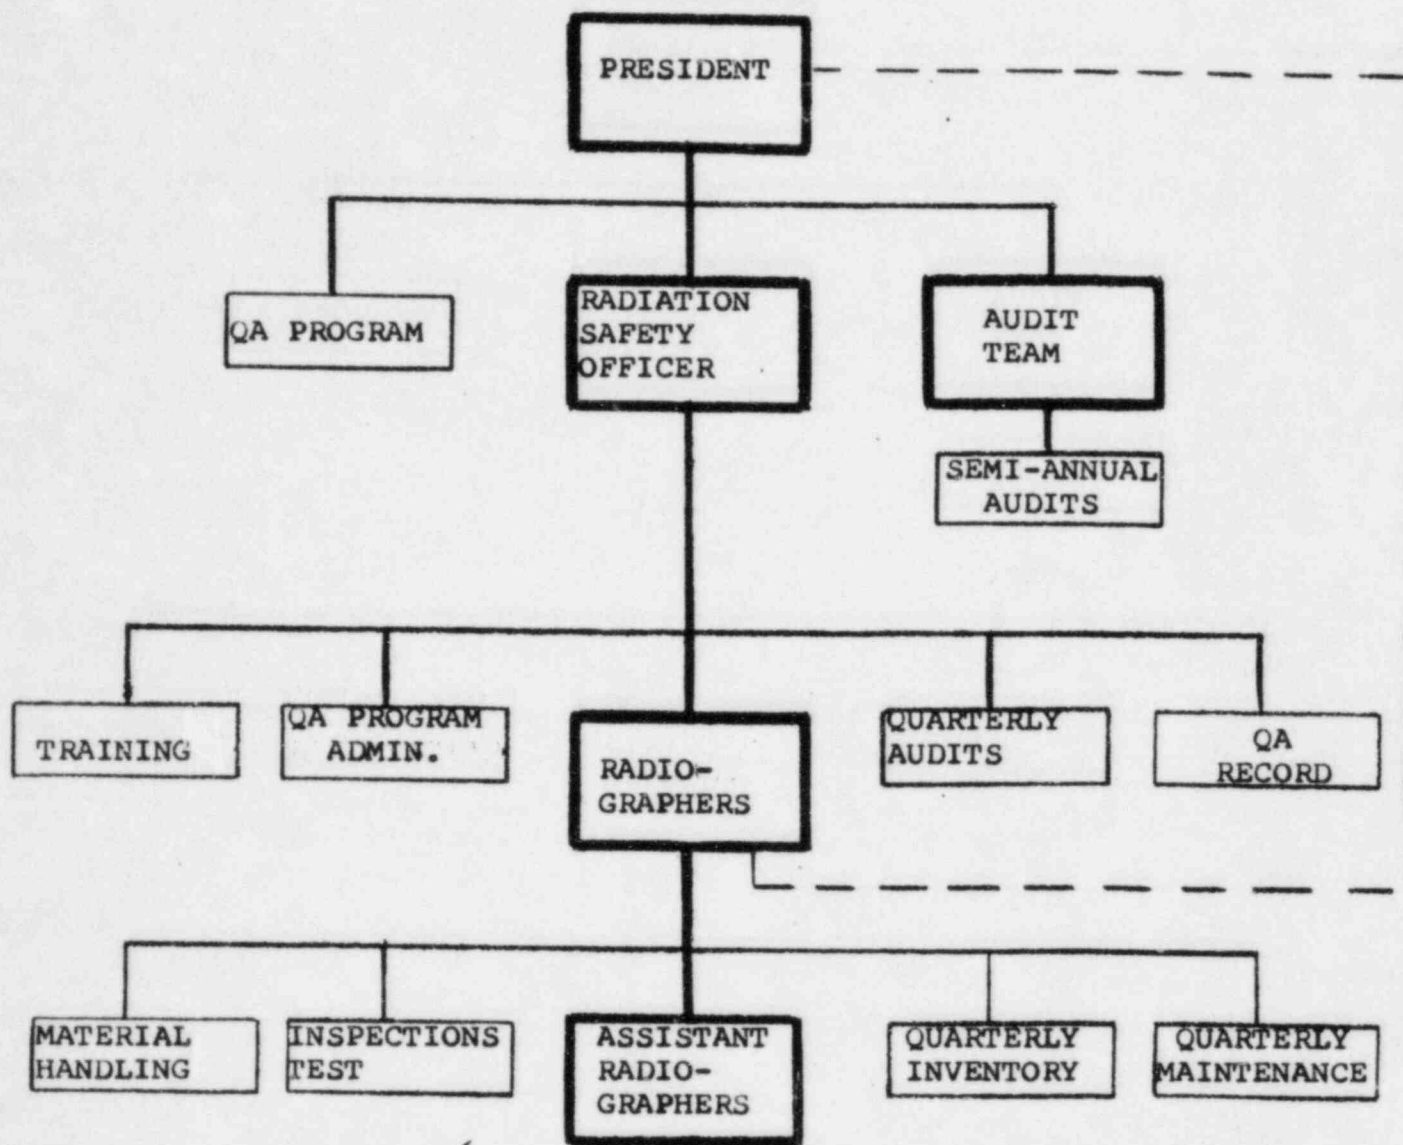 PRESIDENT
QA PROGRAM
RADIATION
SAFETY
OFFICER
AUDIT
TEAM
SEMI-ANNUAL
AUDITS
TRAINING
QA PROGRAM
ADMIN.
RADIO-
GRAPHERS
QUARTERLY
AUDITS
QA
RECORD
MATERIAL
HANDLING
INSPECTIONS
TEST
ASSISTANT
RADIO-
GRAPHERS
QUARTERLY
INVENTORY
QUARTERLY
MAINTENANCE